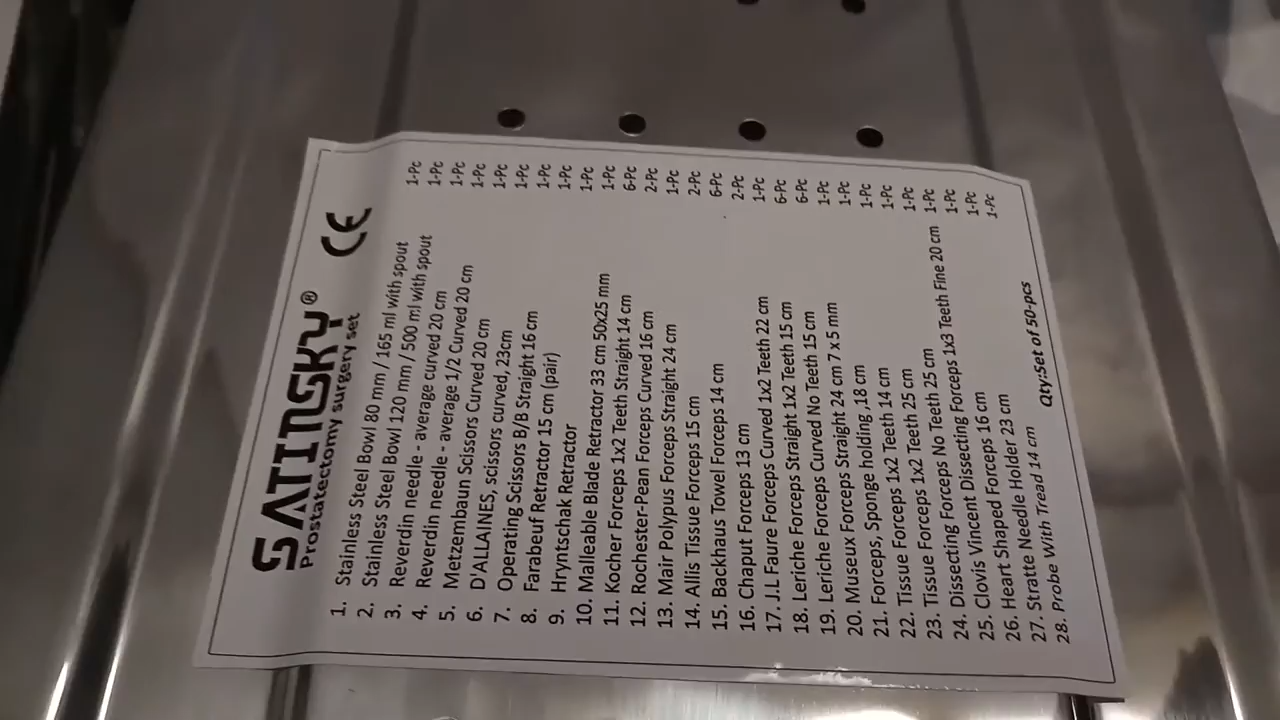 SATINSKY®
Prostatectomy surgery set CE
1. Stainless Steel Bowl 80 mm / 165 ml with spout 1-Pc
2. Stainless Steel Bowl 120 mm / 500 ml with spout 1-Pc
3. Reverdin needle - average curved 20 cm 1-Pc
4. Reverdin needle - average 1/2 Curved 20 cm 1-Pc
5. Metzembaun Scissors Curved 20 cm 1-Pc
6. D'ALLAINES, scissors curved, 23cm 1-Pc
7. Operating Scissors B/B Straight 16 cm 1-Pc
8. Farabeuf Retractor 15 cm (pair) 1-Pc
9. Hryntschak Retractor 1-Pc
10. Malleable Blade Retractor 33 cm 50x25 mm 1-Pc
11. Kocher Forceps 1x2 Teeth Straight 14 cm 6-Pc
12. Rochester-Pean Forceps Curved 16 cm 2-Pc
13. Mair Polypus Forceps Straight 24 cm 1-Pc
14. Allis Tissue Forceps 15 cm 2-Pc
15. Backhaus Towel Forceps 14 cm 6-Pc
16. Chaput Forceps 13 cm 2-Pc
17. J.L Faure Forceps Curved 1x2 Teeth 22 cm 1-Pc
18. Leriche Forceps Straight 1x2 Teeth 15 cm 6-Pc
19. Leriche Forceps Curved No Teeth 15 cm 6-Pc
20. Museux Forceps Straight 24 cm 7 x 5 mm 1-Pc
21. Forceps, Sponge holding ,18 cm 1-Pc
22. Tissue Forceps 1x2 Teeth 14 cm 1-Pc
23. Tissue Forceps 1x2 Teeth 25 cm 1-Pc
24. Dissecting Forceps No Teeth 25 cm 1-Pc
25. Clovis Vincent Dissecting Forceps 1x3 Teeth Fine 20 cm 1-Pc
26. Heart Shaped Forceps 16 cm 1-Pc
27. Stratte Needle Holder 23 cm 1-Pc
28. Probe With Tread 14 cm 1-Pc
Qty:Set of 50-pcs